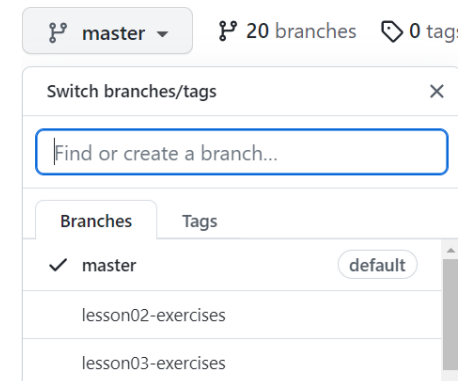 master 20 branches 0 tags
Switch branches/tags
Find or create a branch...
Branches Tags
master default
lesson02-exercises
lesson03-exercises